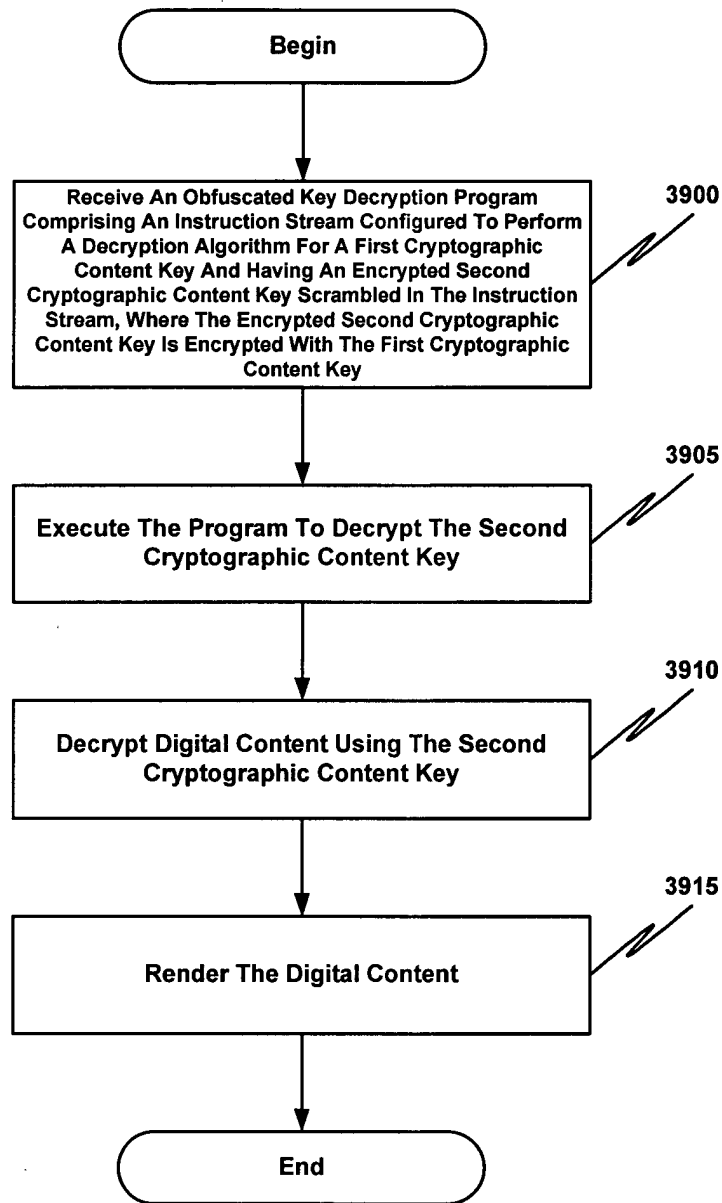 Begin
Receive An Obfuscated Key Decryption Program
Comprising An Instruction Stream Configured To Perform
A Decryption Algorithm For A First Cryptographic
Content Key And Having An Encrypted Second
Cryptographic Content Key Scrambled In The Instruction
Stream, Where The Encrypted Second Cryptographic
Content Key Is Encrypted With The First Cryptographic
Content Key
3900
Execute The Program To Decrypt The Second
Cryptographic Content Key
3905
Decrypt Digital Content Using The Second
Cryptographic Content Key
3910
Render The Digital Content
3915
End